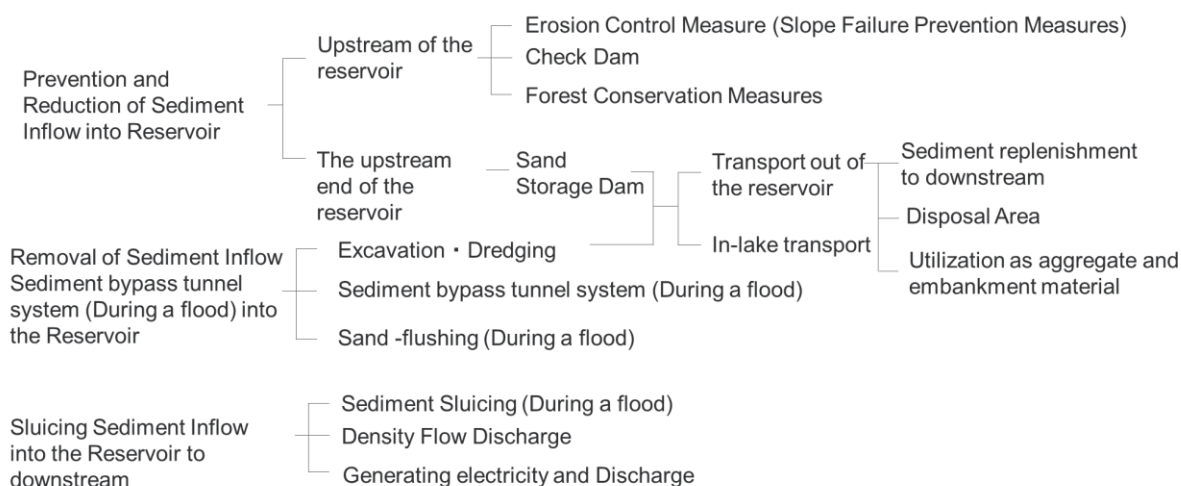 Prevention and
Reduction of Sediment
Inflow into Reservoir
Upstream of the
reservoir
Erosion Control Measure (Slope Failure Prevention Measures)
Check Dam
Forest Conservation Measures
The upstream
end of the
reservoir
Sand
Storage Dam
Transport out of
the reservoir
Sediment replenishment
to downstream
Disposal Area
In-lake transport
Utilization as aggregate and
embankment material
Removal of Sediment Inflow
Sediment bypass tunnel
system (During a flood) into
the Reservoir
Excavation・Dredging
Sediment bypass tunnel system (During a flood)
Sand -flushing (During a flood)
Sluicing Sediment Inflow
into the Reservoir to
downstream
Sediment Sluicing (During a flood)
Density Flow Discharge
Generating electricity and Discharge